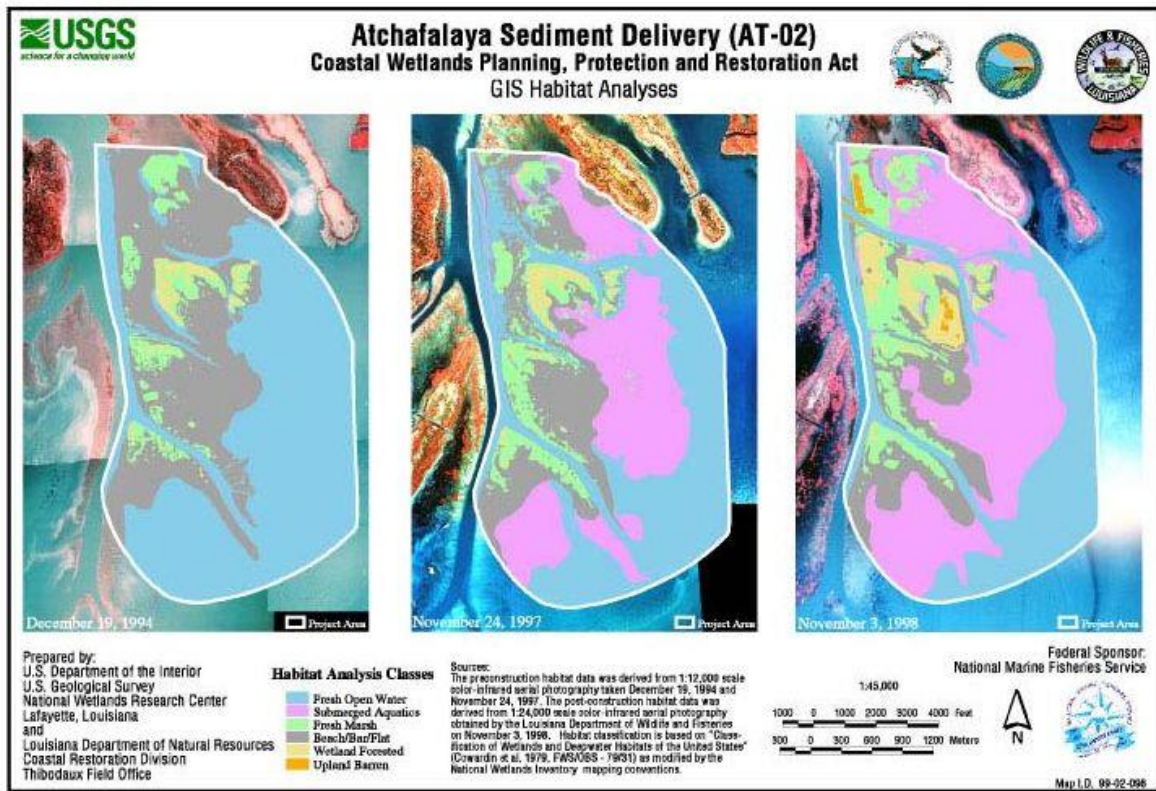 USGS
science for a changing world
Atchafalaya Sediment Delivery (AT-02)
Coastal Wetlands Planning, Protection and Restoration Act
GIS Habitat Analyses
WILDLIFE & FISHERIES
LOUISIANA
December 19, 1994
Project Area
November 24, 1997
Project Area
November 3, 1998
Project Area
Prepared by:
U.S. Department of the Interior
U.S. Geological Survey
National Wetlands Research Center
Lafayette, Louisiana
and
Louisiana Department of Natural Resources
Coastal Restoration Division
Thibodaux Field Office
Habitat Analysis Classes
Fresh Open Water
Submerged Aquatics
Fresh Marsh
Beach/Bar/Flat
Wetland Forested
Upland Barren
Sources:
The preconstruction habitat data was derived from 1:12,000 scale
color-infrared aerial photography taken December 19, 1994 and
November 24, 1997. The post-construction habitat data was
derived from 1:24,000 scale color-infrared aerial photography
obtained by the Louisiana Department of Wildlife and Fisheries
on November 3, 1998. Habitat classification is based on "Clas-
sification of Wetlands and Deepwater Habitats of the United States"
(Cowardin et al, 1979, FWS/OBS - 79/31) as modified by the
National Wetlands Inventory mapping conventions.
1:45,000
1000 0 1000 2000 3000 4000 Feet
300 0 300 600 900 1200 Meters
N
Federal Sponsor:
National Marine Fisheries Service
Map I.D. 99-02-096